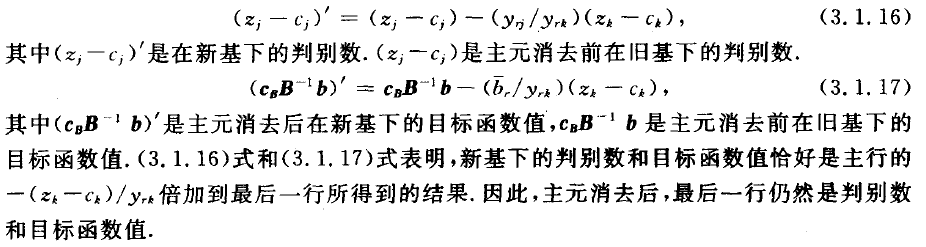 (z_j − c_j)′ = (z_j − c_j) − (y_{rj}/y_{rk})(z_k − c_k), (3.1.16)
其中(z_j−c_j)′是在新基下的判别数.(z_j−c_j)是主元消去前在旧基下的判别数.
(c_B B^{−1} b)′ = c_B B^{−1} b − (b̄_r/y_{rk})(z_k − c_k), (3.1.17)
其中(c_B B^{−1} b)′是主元消去后在新基下的目标函数值,c_B B^{−1} b 是主元消去前在旧基下的
目标函数值.(3.1.16)式和(3.1.17)式表明,新基下的判别数和目标函数值恰好是主行的
−(z_k−c_k)/y_{rk}倍加到最后一行所得到的结果.因此,主元消去后,最后一行仍然是判别数
和目标函数值.